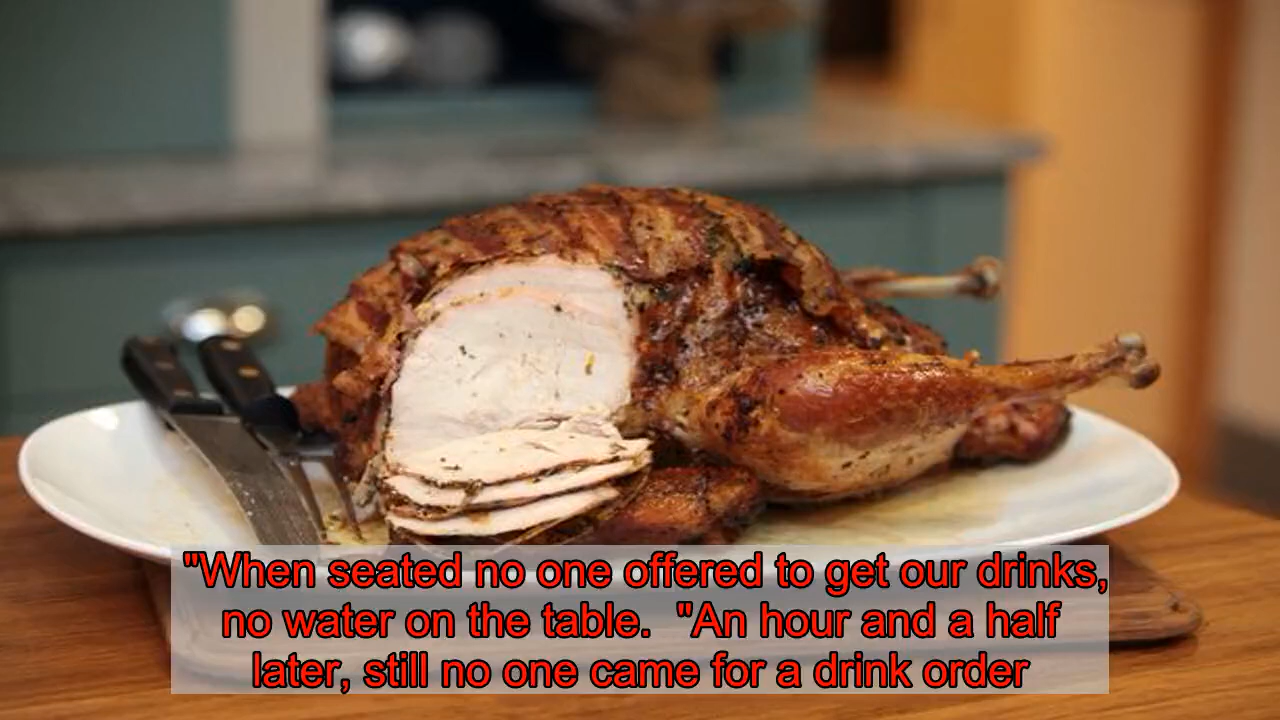 "When seated no one offered to get our drinks,
no water on the table.  "An hour and a half
later, still no one came for a drink order